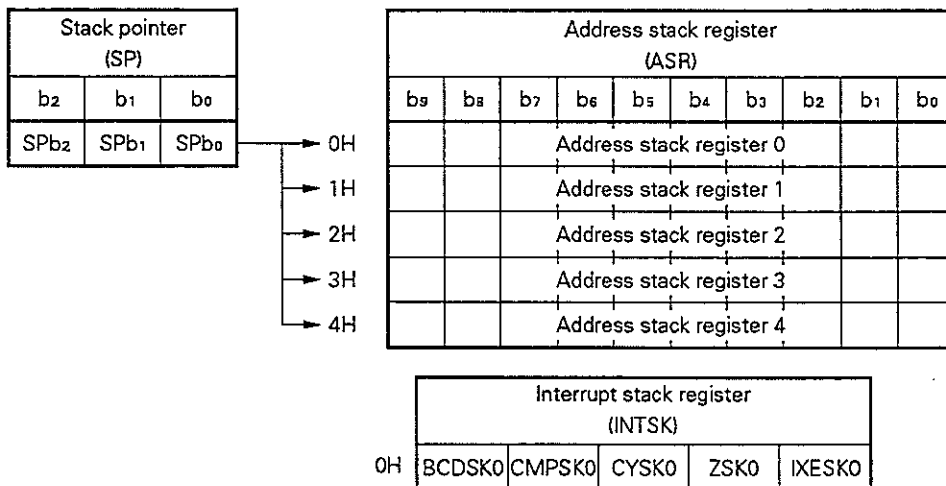 Stack pointer
(SP)
b2 b1 b0
SPb2 SPb1 SPb0
Address stack register
(ASR)
b9 b8 b7 b6 b5 b4 b3 b2 b1 b0
0H Address stack register 0
1H Address stack register 1
2H Address stack register 2
3H Address stack register 3
4H Address stack register 4
Interrupt stack register
(INTSK)
0H BCDSK0 CMPSK0 CYSK0 ZSK0 IXESK0